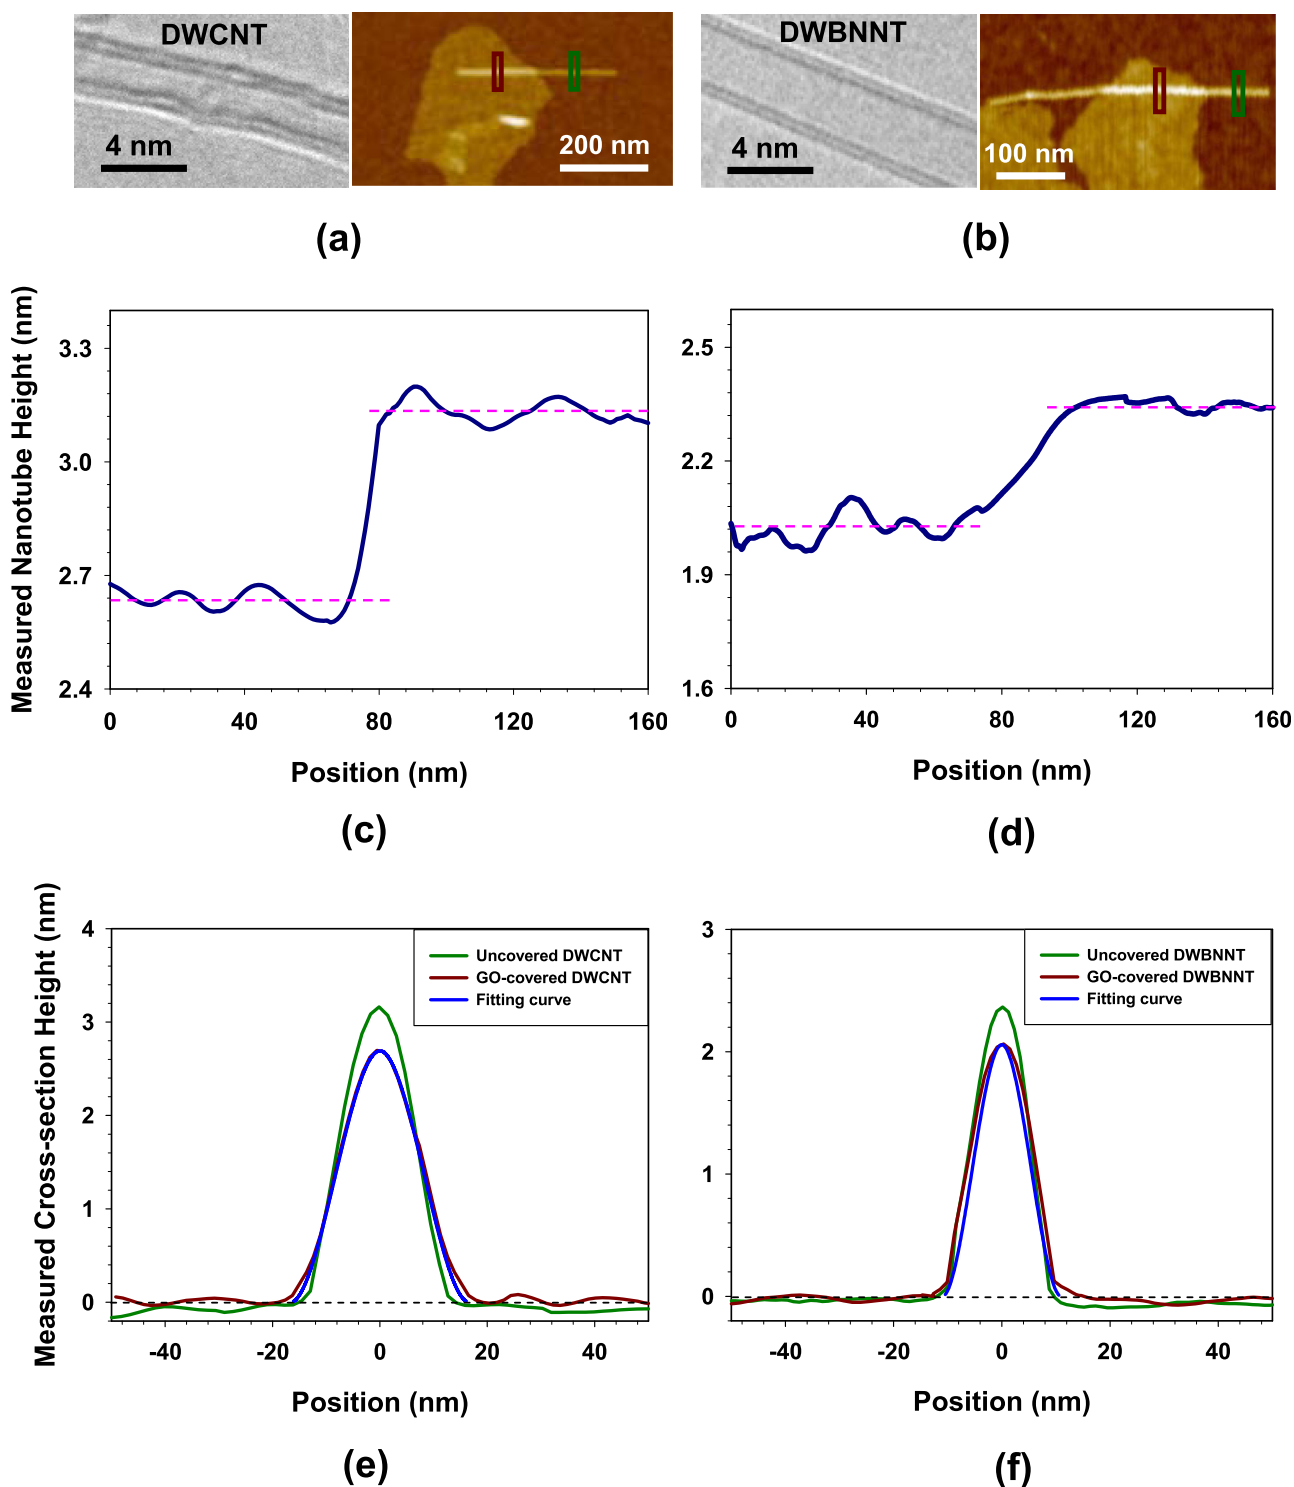 DWCNT
4 nm
200 nm
DWBNNT
4 nm
100 nm
(a)
(b)
Measured Nanotube Height (nm)
3.3
3.0
2.7
2.4
0
40
80
120
160
Position (nm)
(c)
2.5
2.2
1.9
1.6
0
40
80
120
160
Position (nm)
(d)
Measured Cross-section Height (nm)
4
3
2
1
0
Uncovered DWCNT
GO-covered DWCNT
Fitting curve
-40
-20
0
20
40
Position (nm)
(e)
3
2
1
0
Uncovered DWBNNT
GO-covered DWBNNT
Fitting curve
-40
-20
0
20
40
Position (nm)
(f)